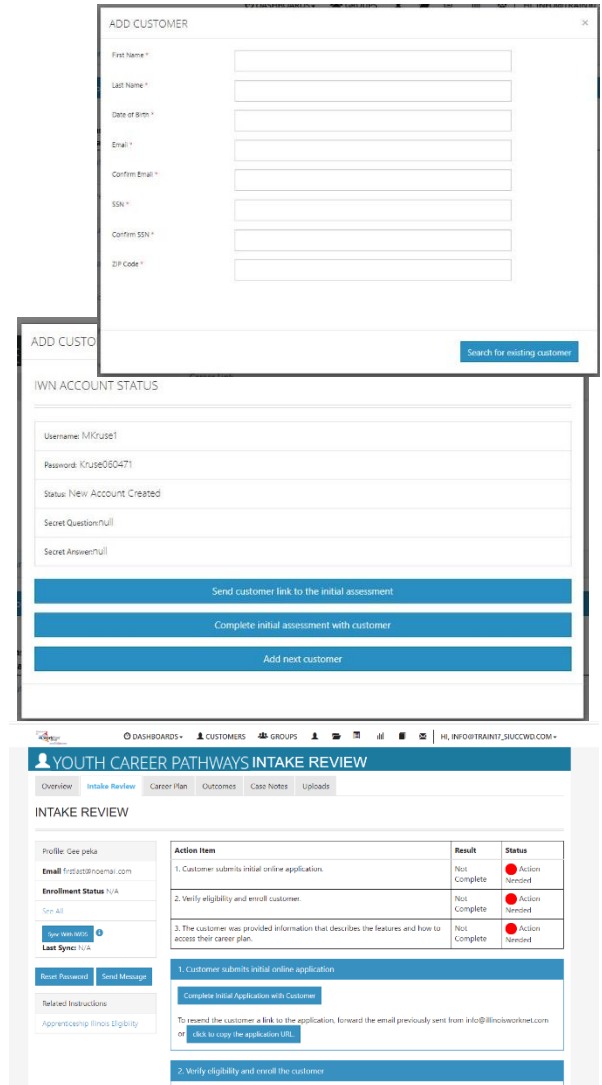 ADD CUSTOMER ×
First Name *
Last Name *
Date of Birth *
Email *
Confirm Email *
SSN *
Confirm SSN *
ZIP Code *
Search for existing customer
ADD CUSTO
IWN ACCOUNT STATUS
Username: MKruse1
Password: Kruse060471
Status: New Account Created
Secret Question:null
Secret Answer:null
Send customer link to the initial assessment
Complete initial assessment with customer
Add next customer
DASHBOARDS CUSTOMERS GROUPS HI, INFO@TRAIN17_SIUCCWD.COM
YOUTH CAREER PATHWAYS INTAKE REVIEW
Overview Intake Review Career Plan Outcomes Case Notes Uploads
INTAKE REVIEW
Profile: Gee peka
Email firstlast@noemai.com
Enrollment Status N/A
See All
Sync With IWDS
Last Sync: N/A
Reset Password Send Message
Related Instructions
Apprenticeship Illinois Eligiblity
Action Item Result Status
1. Customer submits initial online application. Not Action
Complete Needed
2. Verify eligibility and enroll customer. Not Action
Complete Needed
3. The customer was provided information that describes the features and how to Not Action
access their career plan. Complete Needed
1. Customer submits initial online application
Complete Initial Application with Customer
To resend the customer a link to the application, forward the email previously sent from info@illinoisworknet.com
or click to copy the application URL.
2. Verify eligibility and enroll the customer